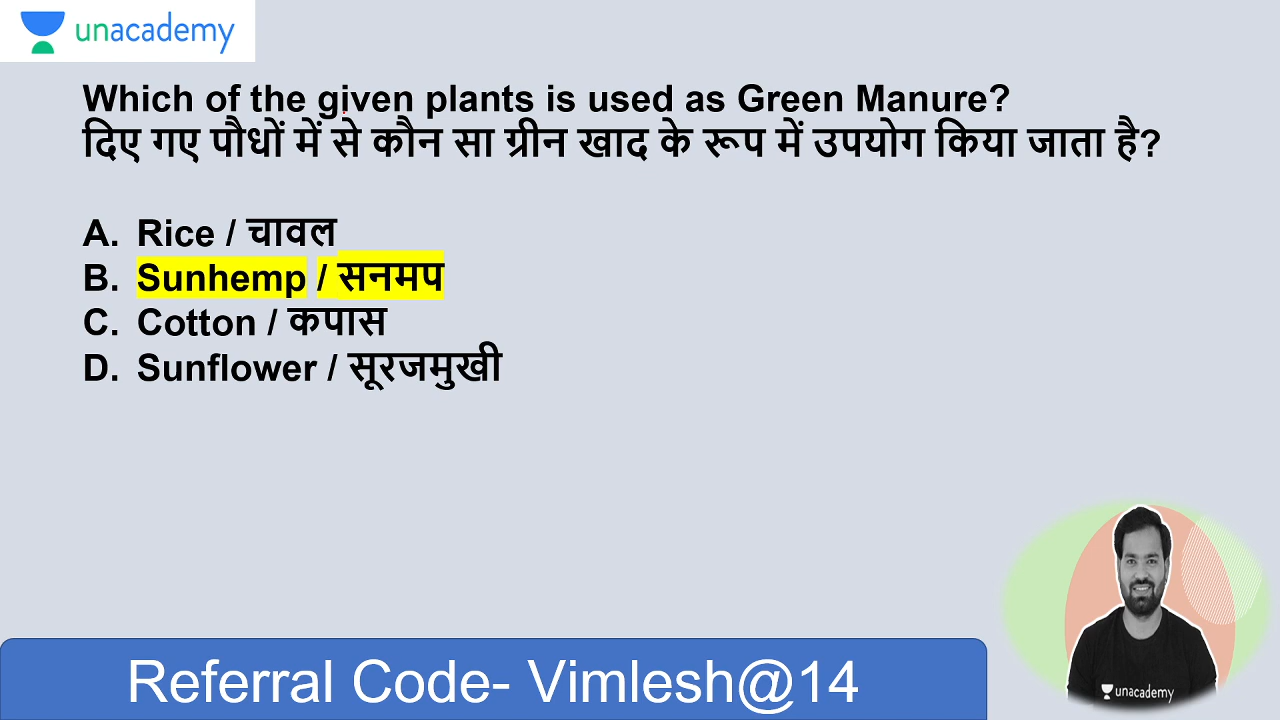 unacademy
Which of the given plants is used as Green Manure?
दिए गए पौधों में से कौन सा ग्रीन खाद के रूप में उपयोग किया जाता है?
A. Rice / चावल
B. Sunhemp / सनमप
C. Cotton / कपास
D. Sunflower / सूरजमुखी
unacademy
Referral Code- Vimlesh@14